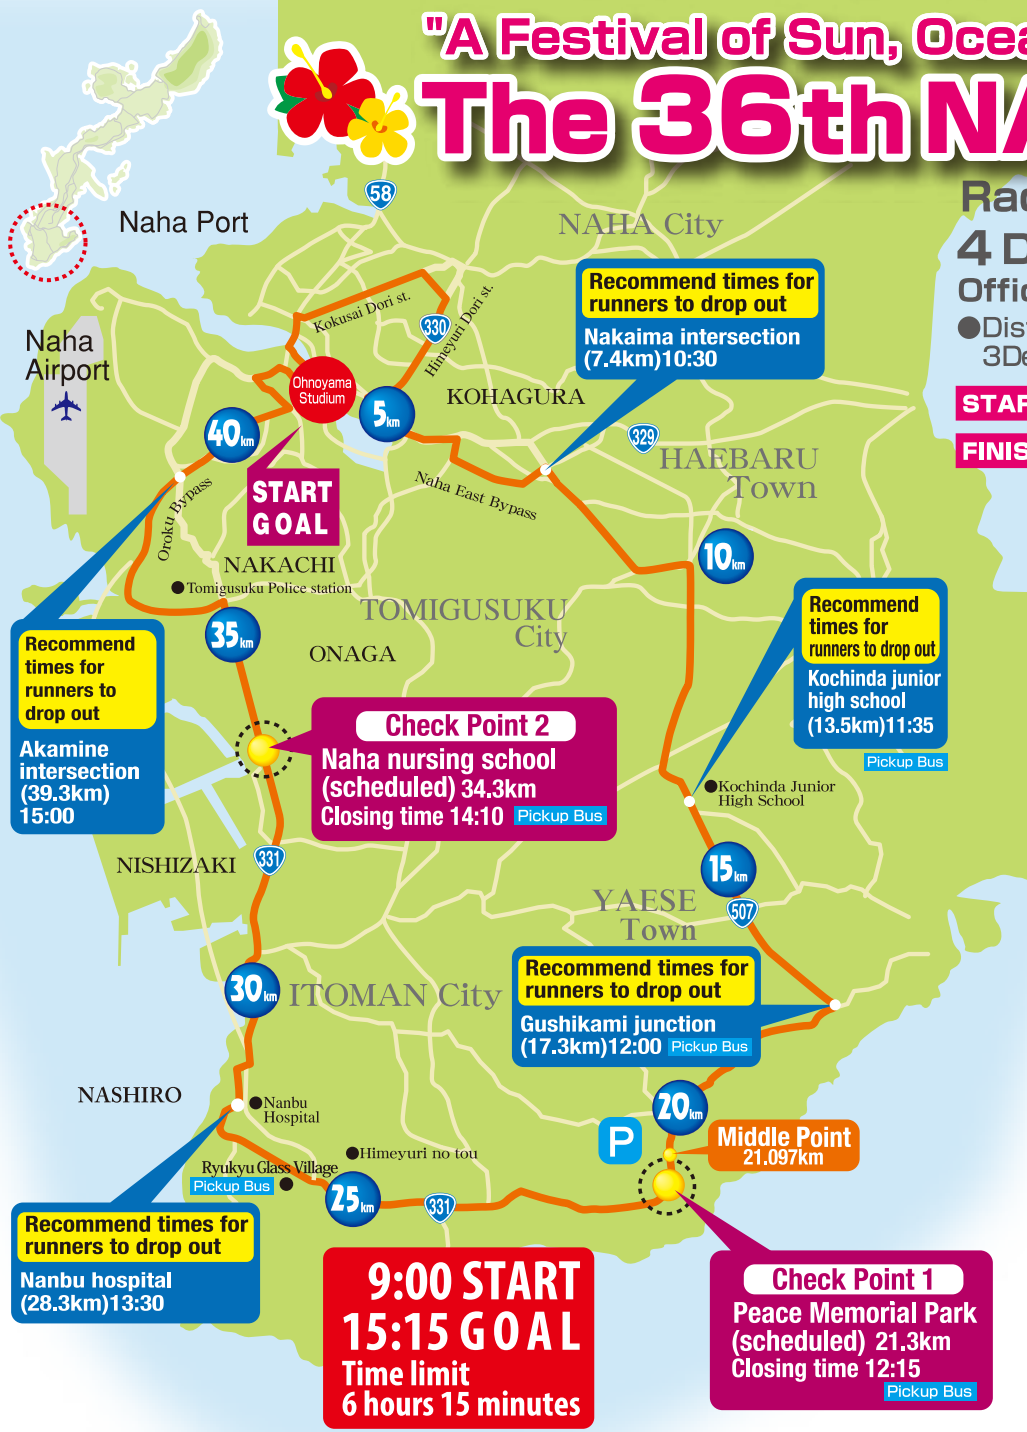 "A Festival of Sun, Ocea
The 36th NA
58
Naha Port
NAHA City
Rac
4 D
Offic
●Dis
3De
Recommend times for
runners to drop out
Nakaima intersection
(7.4km)10:30
Kokusai Dori st.
330
Himeyuri Dori st.
Naha
Airport
Ohnoyama
Studium
KOHAGURA
STAR
FINIS
5km
40km
329
HAEBARU
Town
START
GOAL
Naha East Bypass
Oroku Bypass
10km
NAKACHI
●Tomigusuku Police station
TOMIGUSUKU
City
35km
ONAGA
Recommend
times for
runners to drop out
Kochinda junior
high school
(13.5km)11:35
Pickup Bus
Recommend
times for
runners to
drop out
Akamine
intersection
(39.3km)
15:00
Check Point 2
Naha nursing school
(scheduled) 34.3km
Closing time 14:10 Pickup Bus
●Kochinda Junior
High School
NISHIZAKI
331
15km
YAESE
Town
507
30km
ITOMAN City
Recommend times for
runners to drop out
Gushikami junction
(17.3km)12:00 Pickup Bus
NASHIRO
●Nanbu
Hospital
20km
P
Middle Point
21.097km
●Himeyuri no tou
Ryukyu Glass Village
Pickup Bus ●
25km
331
Recommend times for
runners to drop out
Nanbu hospital
(28.3km)13:30
9:00 START
15:15 GOAL
Time limit
6 hours 15 minutes
Check Point 1
Peace Memorial Park
(scheduled) 21.3km
Closing time 12:15
Pickup Bus